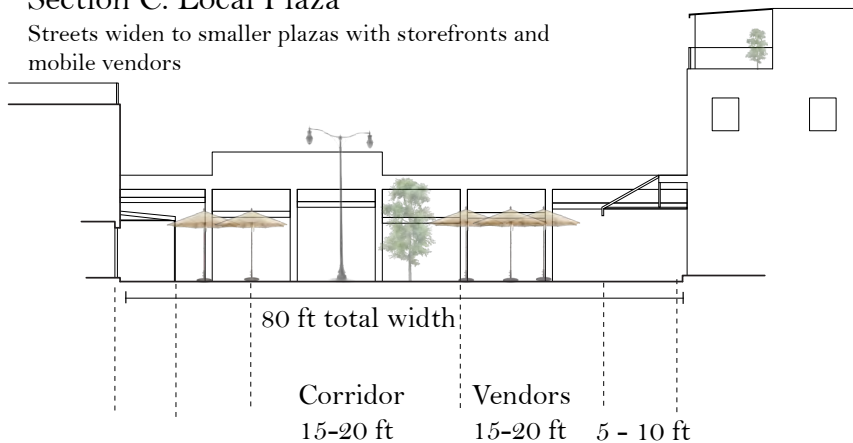 Section C: Local Plaza
Streets widen to smaller plazas with storefronts and
mobile vendors
80 ft total width
Corridor
15-20 ft
Vendors
15-20 ft
5 - 10 ft